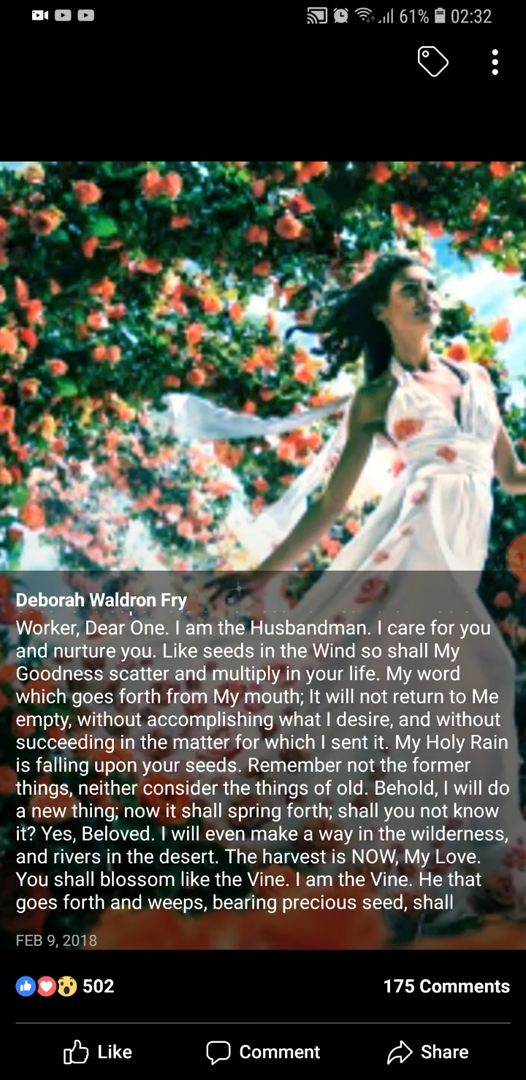 61% 02:32
Deborah Waldron Fry
Worker, Dear One. I am the Husbandman. I care for you
and nurture you. Like seeds in the Wind so shall My
Goodness scatter and multiply in your life. My word
which goes forth from My mouth; It will not return to Me
empty, without accomplishing what I desire, and without
succeeding in the matter for which I sent it. My Holy Rain
is falling upon your seeds. Remember not the former
things, neither consider the things of old. Behold, I will do
a new thing; now it shall spring forth; shall you not know
it? Yes, Beloved. I will even make a way in the wilderness,
and rivers in the desert. The harvest is NOW, My Love.
You shall blossom like the Vine. I am the Vine. He that
goes forth and weeps, bearing precious seed, shall
FEB 9, 2018
502 175 Comments
Like Comment Share